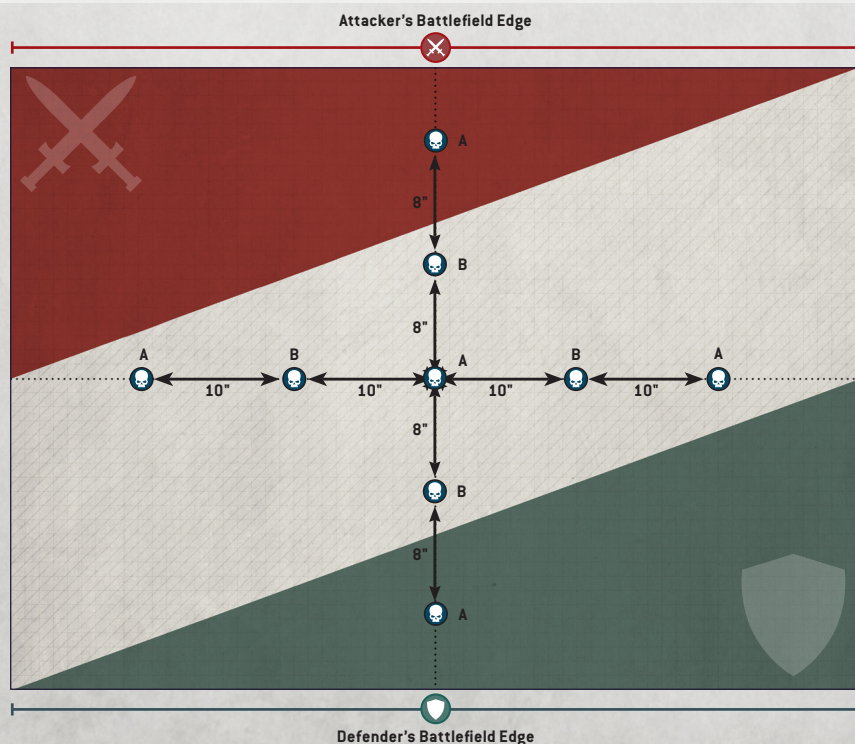 Attacker's Battlefield Edge
A
8"
B
8"
A
B
A
B
A
10"
10"
10"
10"
8"
B
8"
A
Defender's Battlefield Edge